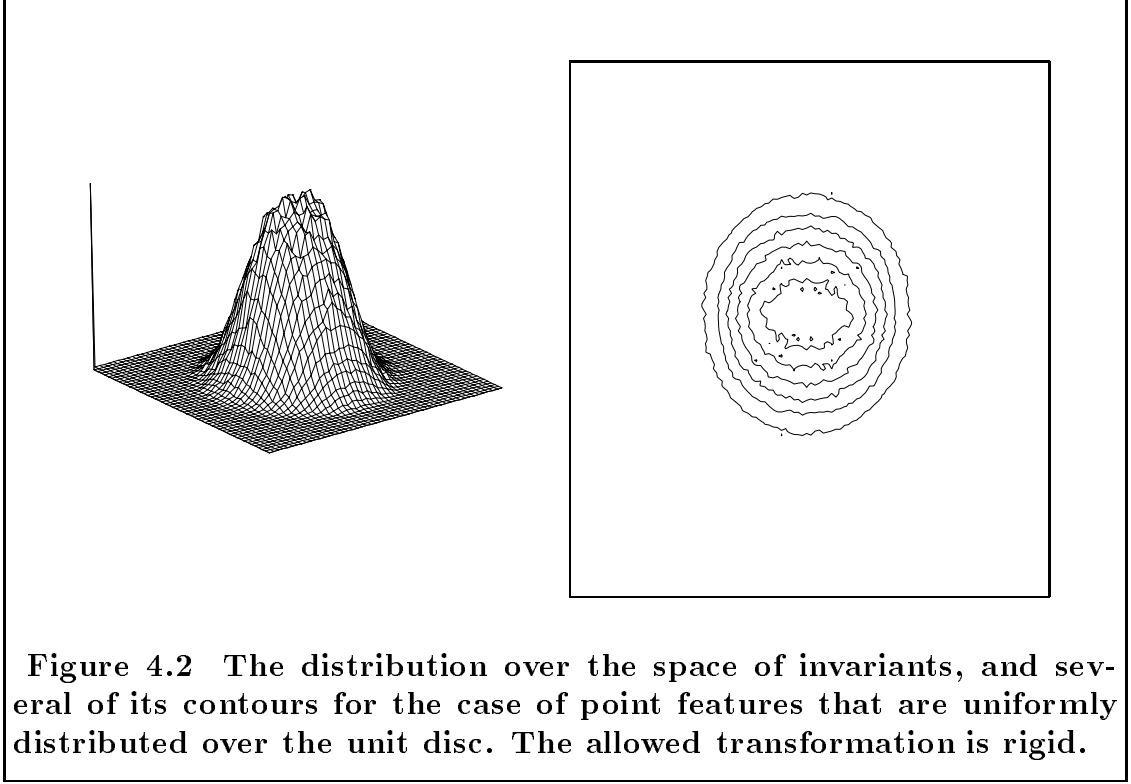 Figure 4.2 The distribution over the space of invariants, and sev-
eral of its contours for the case of point features that are uniformly
distributed over the unit disc. The allowed transformation is rigid.